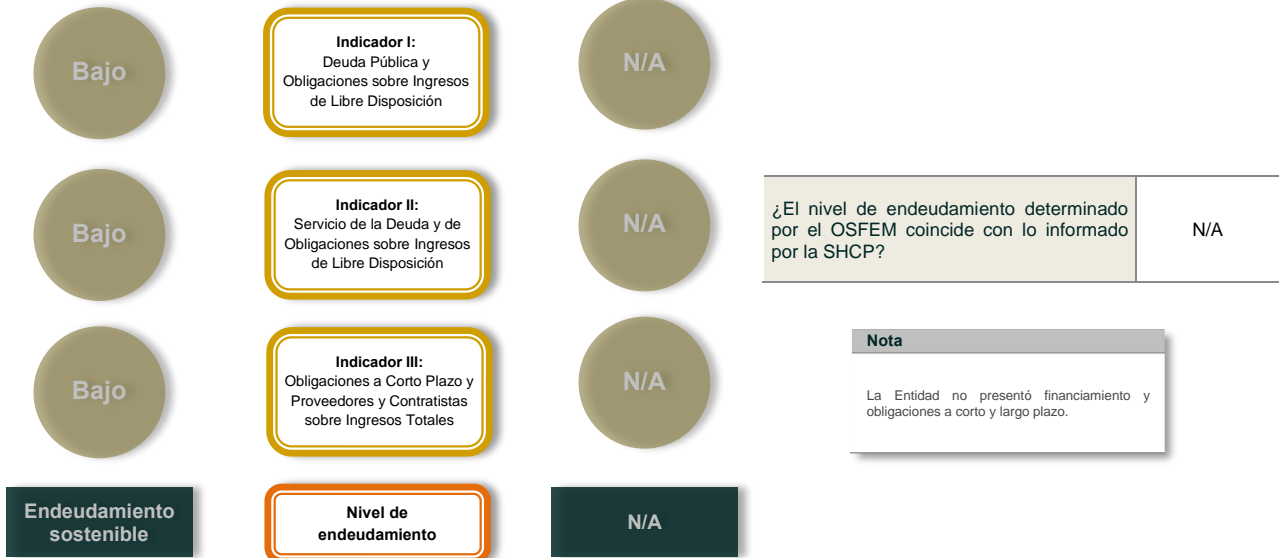 Bajo
Indicador I:
Deuda Pública y
Obligaciones sobre Ingresos
de Libre Disposición
N/A
Bajo
Indicador II:
Servicio de la Deuda y de
Obligaciones sobre Ingresos
de Libre Disposición
N/A
¿El nivel de endeudamiento determinado
por el OSFEM coincide con lo informado
por la SHCP?
N/A
Bajo
Indicador III:
Obligaciones a Corto Plazo y
Proveedores y Contratistas
sobre Ingresos Totales
N/A
Nota
La Entidad no presentó financiamiento y
obligaciones a corto y largo plazo.
Endeudamiento
sostenible
Nivel de
endeudamiento
N/A